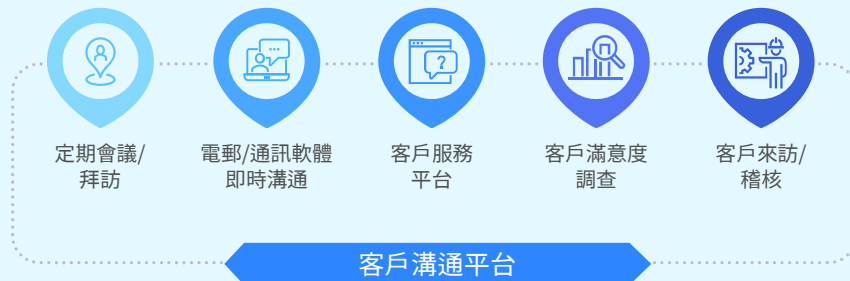 定期會議/
拜訪
電郵/通訊軟體
即時溝通
客戶服務
平台
客戶滿意度
調查
客戶來訪/
稽核
客戶溝通平台